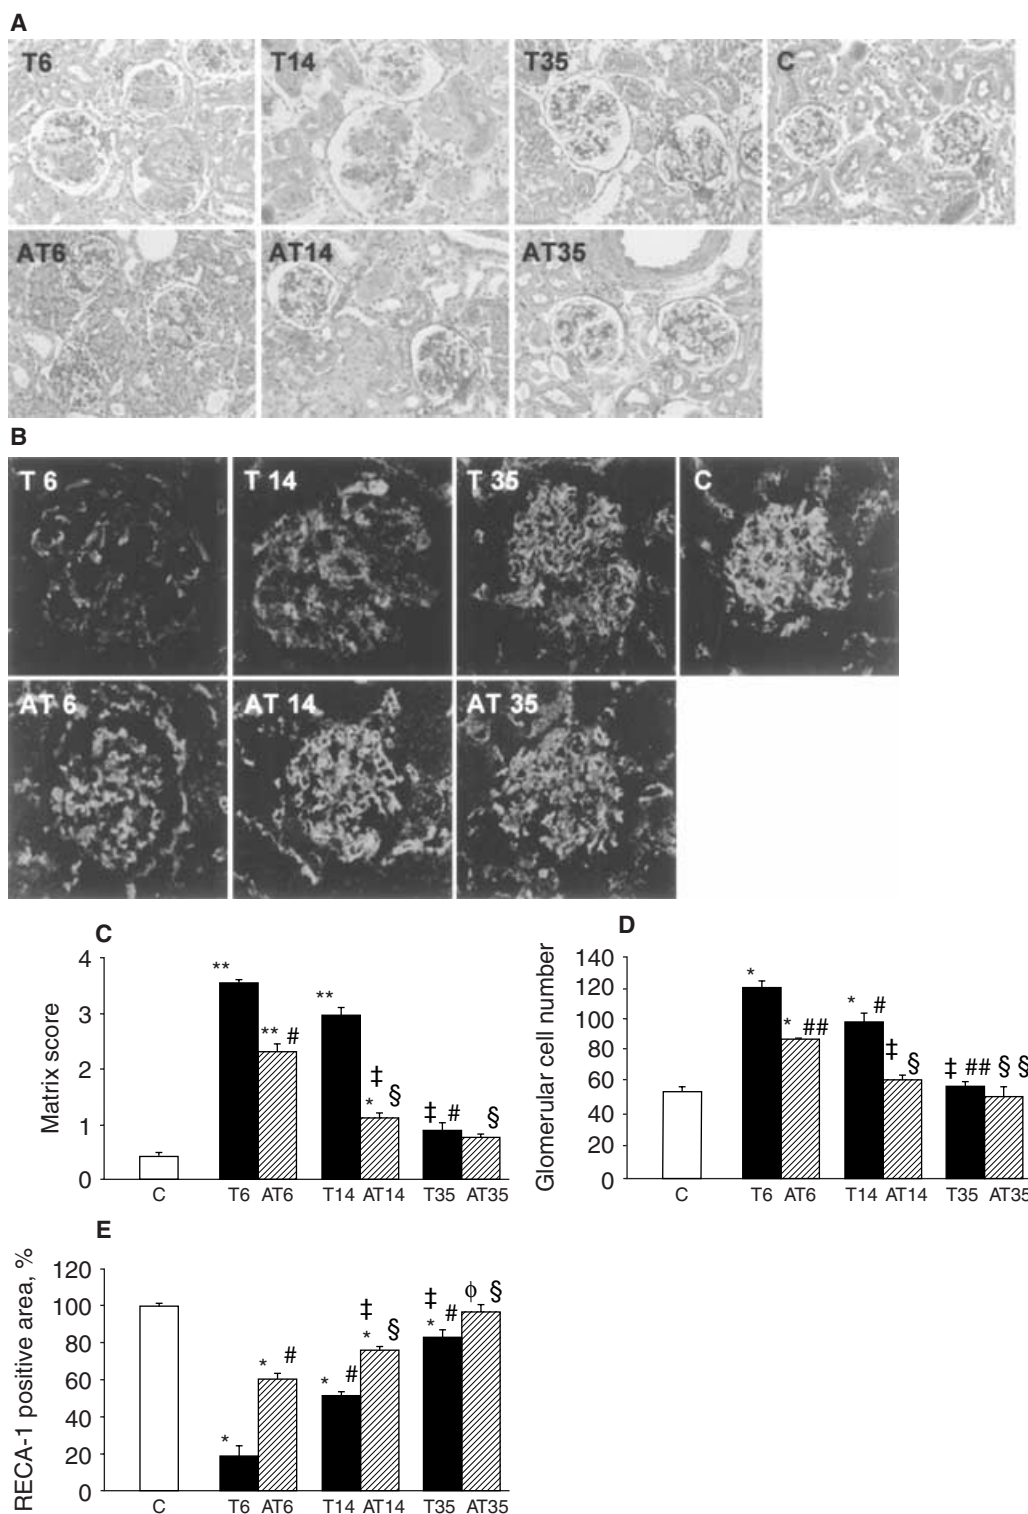 A
T6 T14 T35 C
AT6 AT14 AT35
B
T 6 T 14 T 35 C
AT 6 AT 14 AT 35
C
Matrix score
4
3
2
1
0
** ** # ** ‡ * § ‡ # §
C T6 AT6 T14 AT14 T35 AT35
D
Glomerular cell number
140
120
100
80
60
40
20
0
* * ## * # ‡ § ‡ ## § §
C T6 AT6 T14 AT14 T35 AT35
E
RECA-1 positive area, %
120
100
80
60
40
20
0
* * # * # ‡ * § ‡ * # ϕ §
C T6 AT6 T14 AT14 T35 AT35